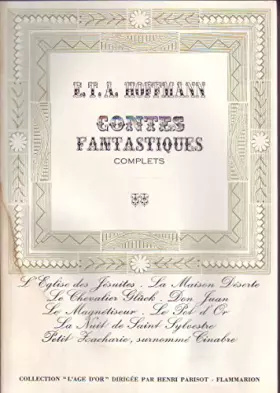 E.T.A. HOFFMANN
CONTES
FANTASTIQUES
COMPLETS
L'Eglise des Jésuites . La Maison Déserte
Le Chevalier Glück . Don Juan
Le Magnétiseur . Le Pot d'Or
La Nuit de Saint Sylvestre
Petit Zacharie, surnommé Cinabre
COLLECTION "L'AGE D'OR" DIRIGÉE PAR HENRI PARISOT - FLAMMARION